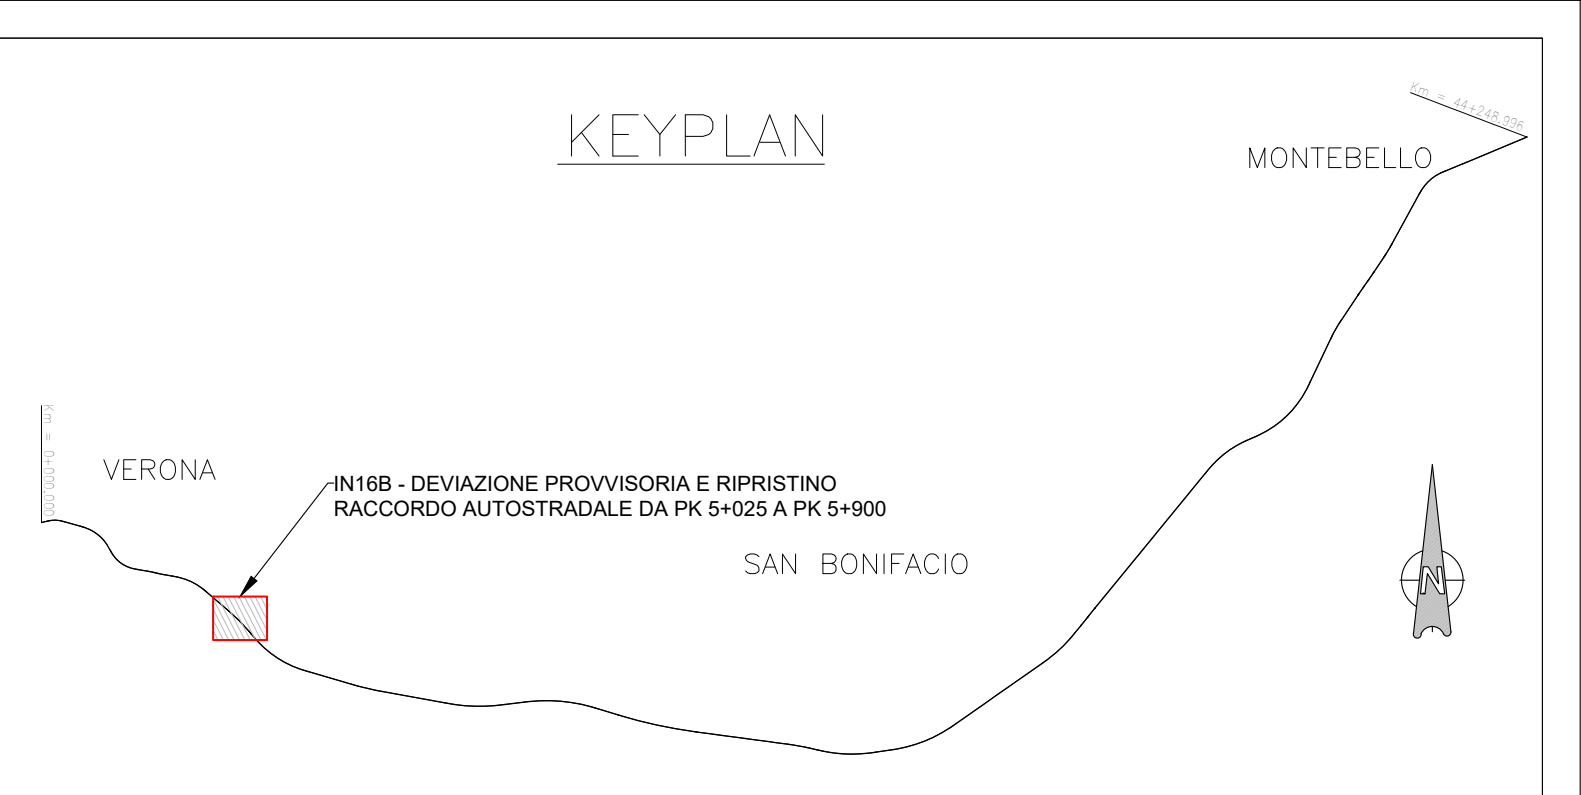 KEYPLAN
Km = 44+248.996
MONTEBELLO
Km = 0+000.000
VERONA
IN16B - DEVIAZIONE PROVVISORIA E RIPRISTINO
RACCORDO AUTOSTRADALE DA PK 5+025 A PK 5+900
SAN BONIFACIO
N